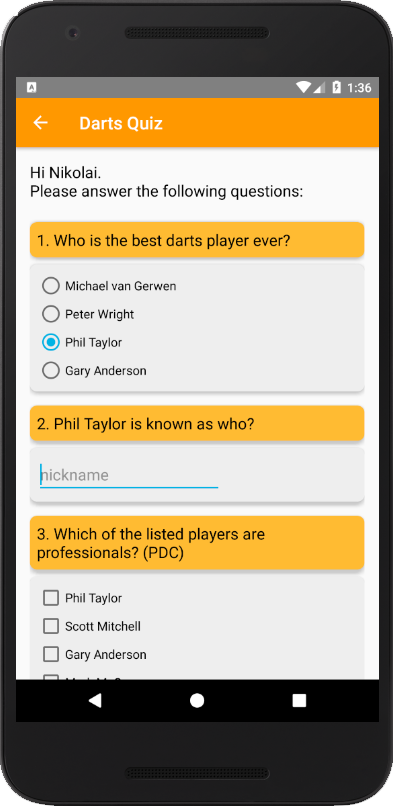 1:36
Darts Quiz
Hi Nikolai.
Please answer the following questions:
1. Who is the best darts player ever?
Michael van Gerwen
Peter Wright
Phil Taylor
Gary Anderson
2. Phil Taylor is known as who?
nickname
3. Which of the listed players are
professionals? (PDC)
Phil Taylor
Scott Mitchell
Gary Anderson